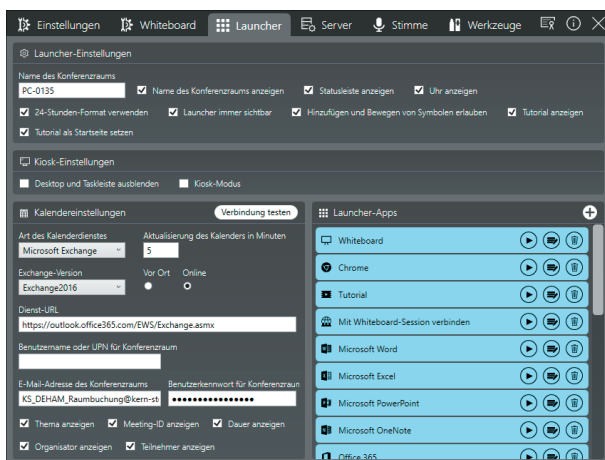 Einstellungen Whiteboard Launcher Server Stimme Werkzeuge
Launcher-Einstellungen
Name des Konferenzraums
PC-0135 Name des Konferenzraums anzeigen Statusleiste anzeigen Uhr anzeigen
24-Stunden-Format verwenden Launcher immer sichtbar Hinzufügen und Bewegen von Symbolen erlauben Tutorial anzeigen
Tutorial als Startseite setzen
Kiosk-Einstellungen
Desktop und Taskleiste ausblenden Kiosk-Modus
Kalendereinstellungen Verbindung testen
Art des Kalenderdienstes Aktualisierung des Kalenders in Minuten
Microsoft Exchange 5
Exchange-Version Vor Ort Online
Exchange2016
Dienst-URL
https://outlook.office365.com/EWS/Exchange.asmx
Benutzername oder UPN für Konferenzraum
E-Mail-Adresse des Konferenzraums Benutzerkennwort für Konferenzraun
KS_DEHAM_Raumbuchung@kern-st ••••••••••••••••
Thema anzeigen Meeting-ID anzeigen Dauer anzeigen
Organisator anzeigen Teilnehmer anzeigen
Launcher-Apps
Whiteboard
Chrome
Tutorial
Mit Whiteboard-Session verbinden
Microsoft Word
Microsoft Excel
Microsoft PowerPoint
Microsoft OneNote
Office 365